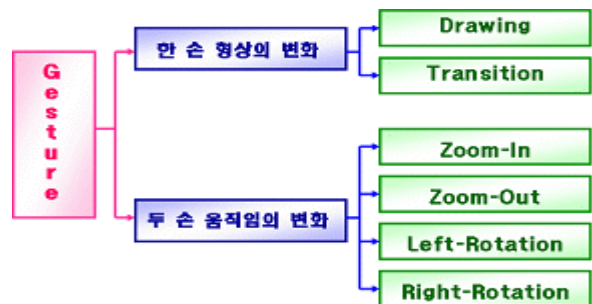 Gesture
한 손 형상의 변화
Drawing
Transition
두 손 움직임의 변화
Zoom-In
Zoom-Out
Left-Rotation
Right-Rotation